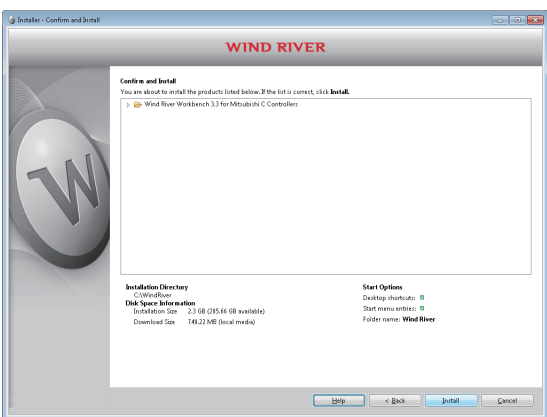 Installer - Confirm and Install
WIND RIVER
Confirm and Install
You are about to install the products listed below. If the list is correct, click Install.
Wind River Workbench 3.3 for Mitsubishi C Controllers
W
Installation Directory
C:\WindRiver
Disk Space Information
Installation Size 2.3 GB (285.66 GB available)
Download Size 749.22 MB (local media)
Start Options
Desktop shortcuts:
Start menu entries:
Folder name: Wind River
Help < Back Install Cancel